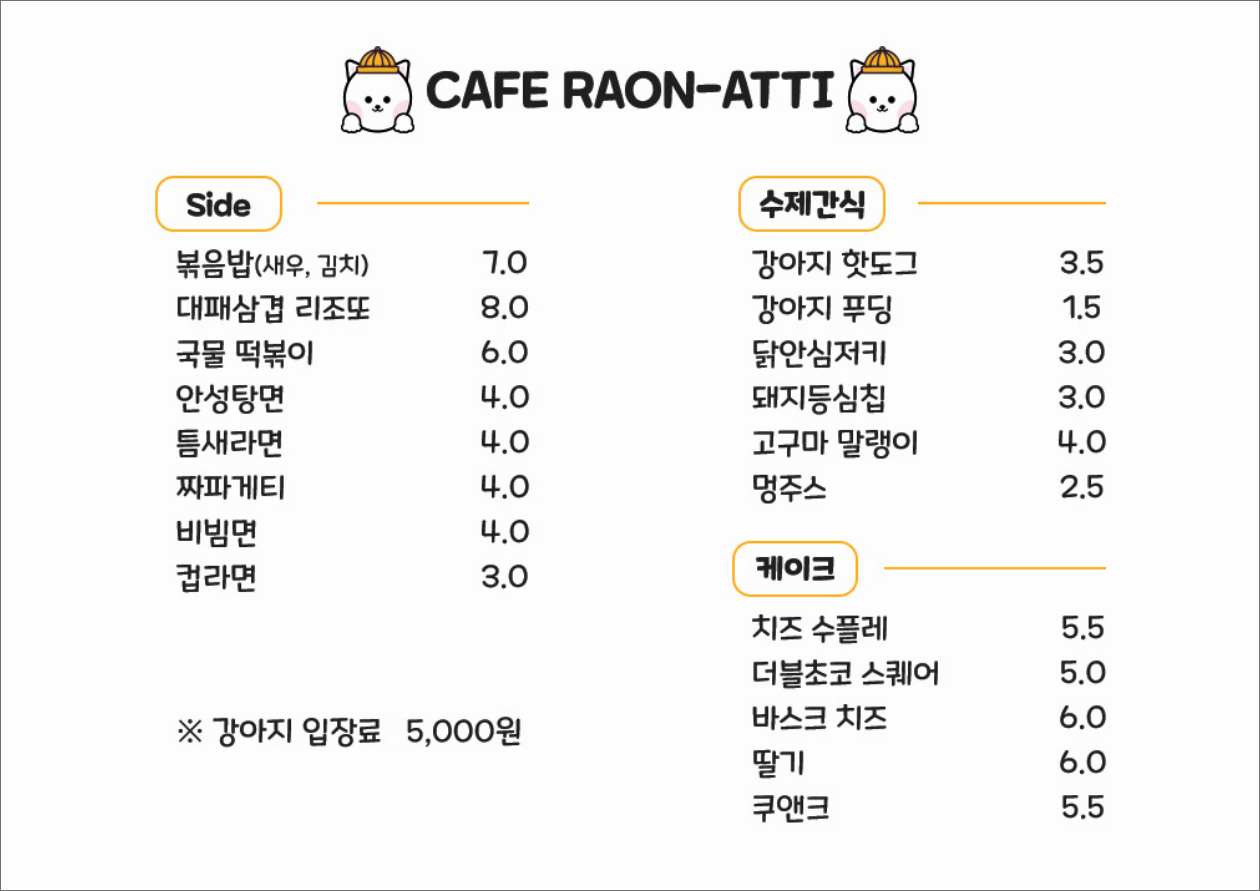 CAFE RAON-ATTI
Side
볶음밥(새우, 김치) 7.0
대패삼겹 리조또 8.0
국물 떡볶이 6.0
안성탕면 4.0
틈새라면 4.0
짜파게티 4.0
비빔면 4.0
컵라면 3.0
※ 강아지 입장료 5,000원
수제간식
강아지 핫도그 3.5
강아지 푸딩 1.5
닭안심저키 3.0
돼지등심칩 3.0
고구마 말랭이 4.0
멍주스 2.5
케이크
치즈 수플레 5.5
더블초코 스퀘어 5.0
바스크 치즈 6.0
딸기 6.0
쿠앤크 5.5